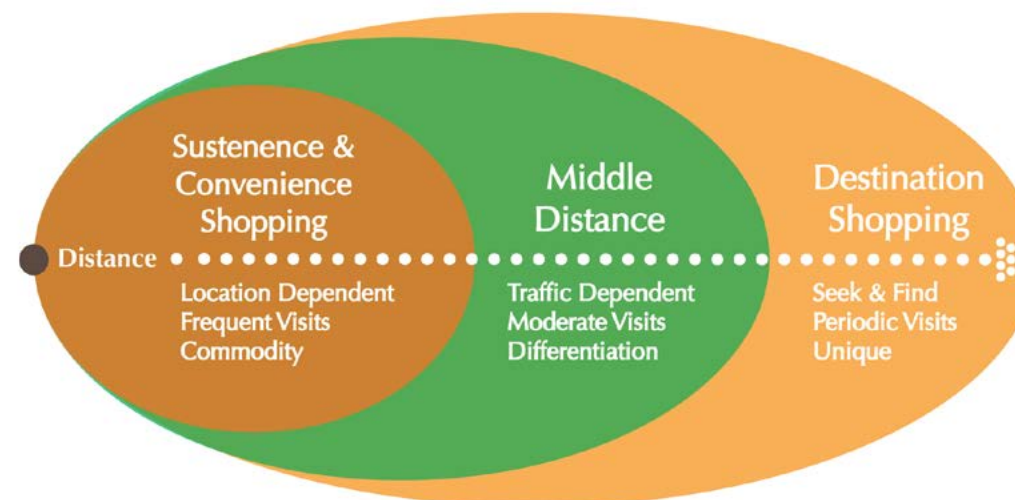 Sustenence &
Convenience
Shopping
Middle
Distance
Destination
Shopping
Distance
Location Dependent
Frequent Visits
Commodity
Traffic Dependent
Moderate Visits
Differentiation
Seek & Find
Periodic Visits
Unique